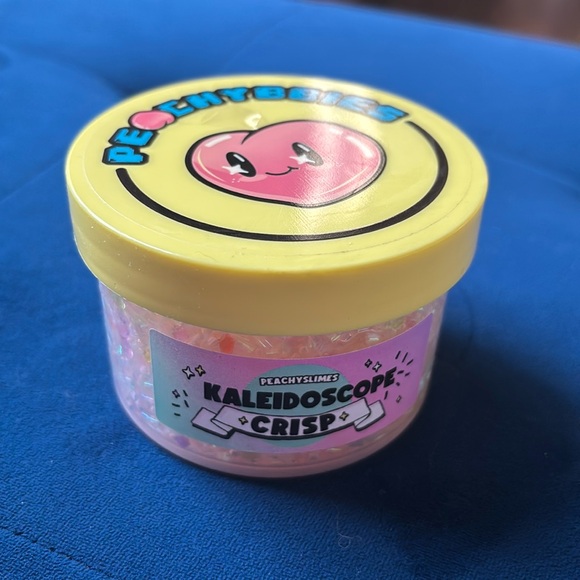 PEACHYBBIES
PEACHYSLIMES
KALEIDOSCOPE
CRISP